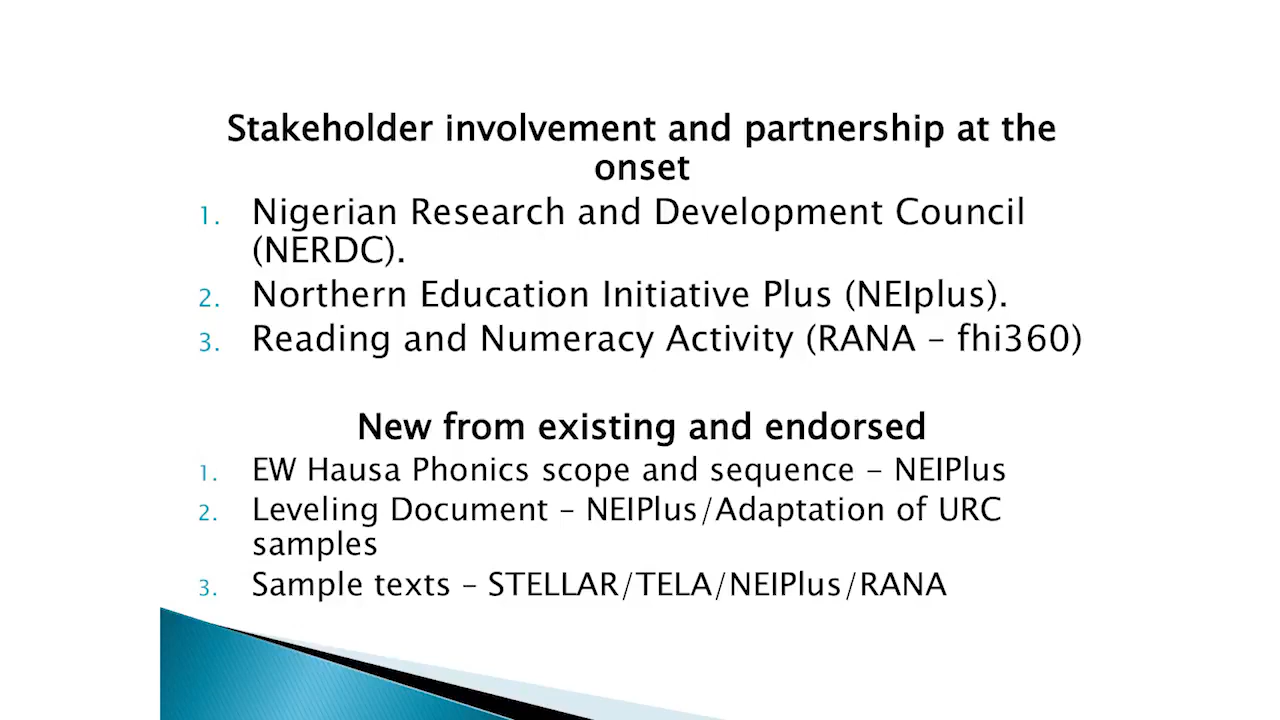 Stakeholder involvement and partnership at the
onset
1. Nigerian Research and Development Council
(NERDC).
2. Northern Education Initiative Plus (NEIplus).
3. Reading and Numeracy Activity (RANA – fhi360)
New from existing and endorsed
1. EW Hausa Phonics scope and sequence – NEIPlus
2. Leveling Document – NEIPlus/Adaptation of URC
samples
3. Sample texts – STELLAR/TELA/NEIPlus/RANA